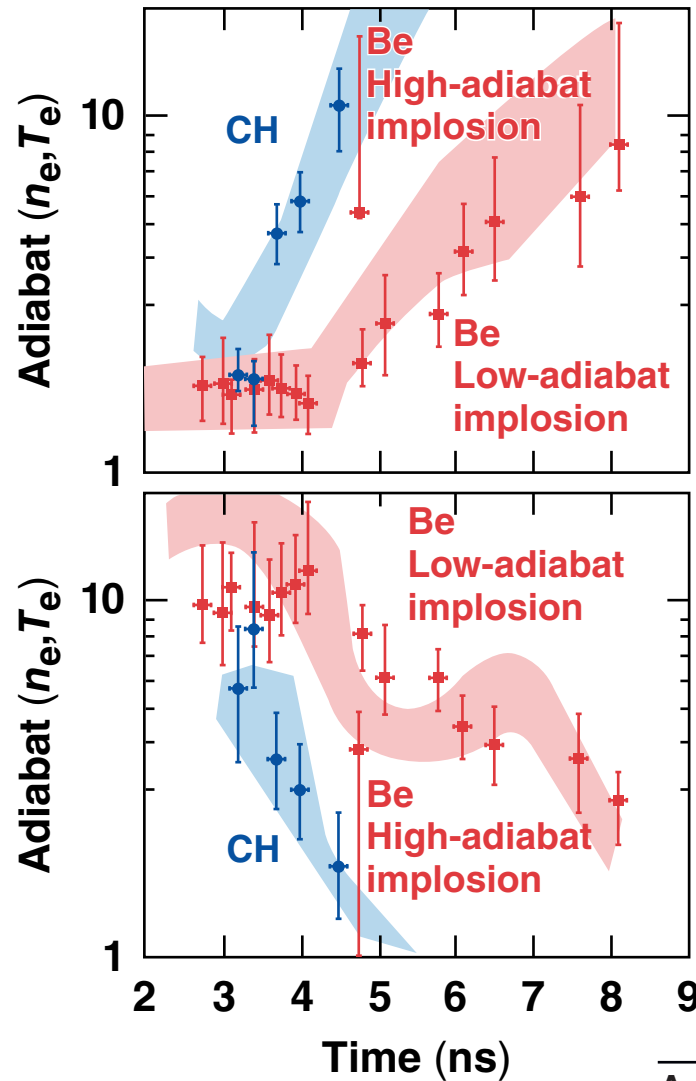 Adiabat (ne,Te)
10
1
Be
High-adiabat
implosion
CH
Be
Low-adiabat
implosion
Adiabat (ne,Te)
10
1
Be
Low-adiabat
implosion
Be
High-adiabat
implosion
CH
2 3 4 5 6 7 8 9
Time (ns)